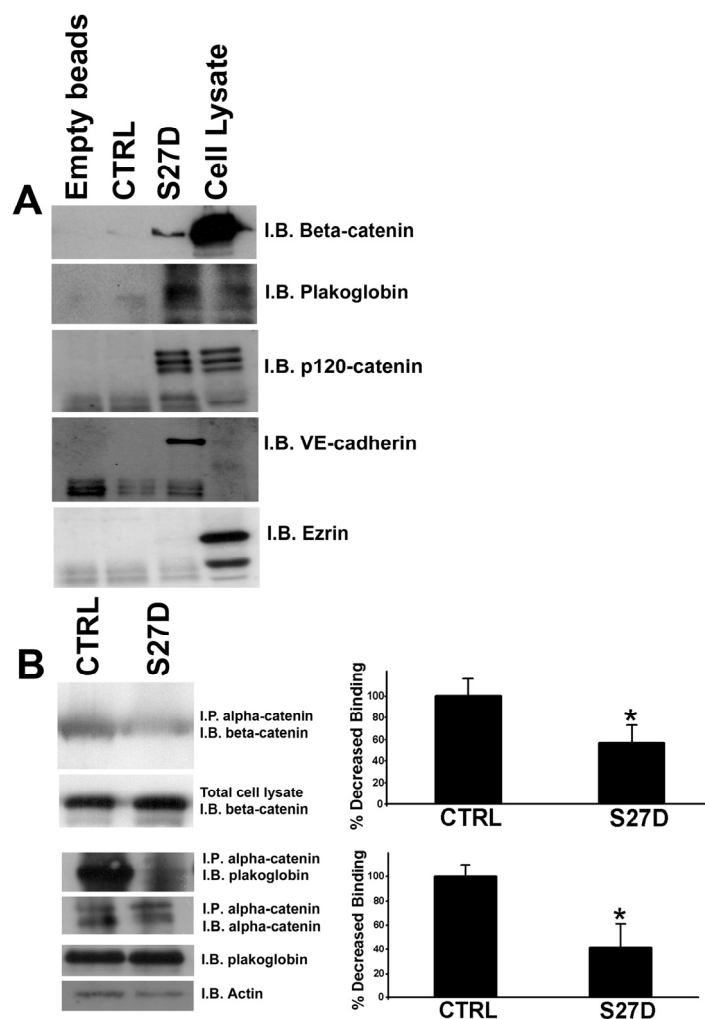 A
Empty beads
CTRL
S27D
Cell Lysate
I.B. Beta-catenin
I.B. Plakoglobin
I.B. p120-catenin
I.B. VE-cadherin
I.B. Ezrin
B
CTRL
S27D
I.P. alpha-catenin
I.B. beta-catenin
Total cell lysate
I.B. beta-catenin
I.P. alpha-catenin
I.B. plakoglobin
I.P. alpha-catenin
I.B. alpha-catenin
I.B. plakoglobin
I.B. Actin
% Decreased Binding
100
80
60
40
20
0
*
CTRL
S27D
% Decreased Binding
100
80
60
40
20
0
*
CTRL
S27D